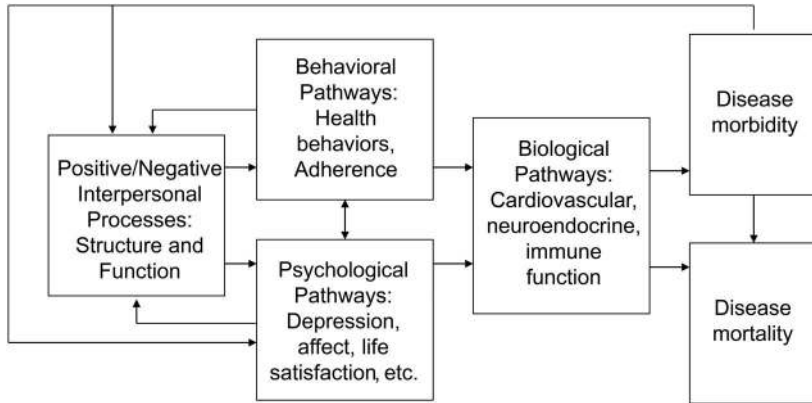 Behavioral
Pathways:
Health
behaviors,
Adherence
Positive/Negative
Interpersonal
Processes:
Structure and
Function
Psychological
Pathways:
Depression,
affect, life
satisfaction, etc.
Biological
Pathways:
Cardiovascular,
neuroendocrine,
immune
function
Disease
morbidity
Disease
mortality